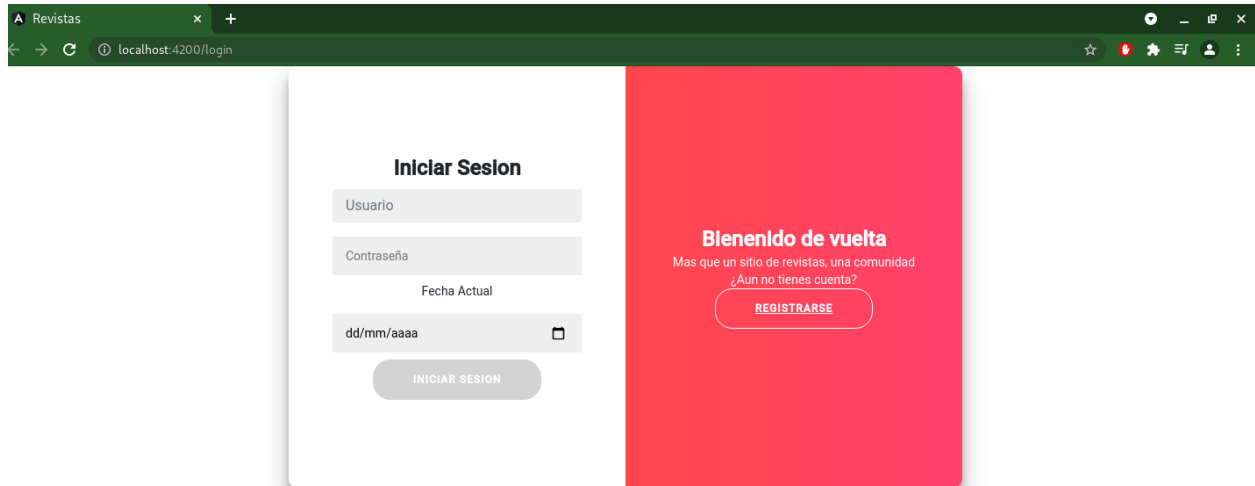 Revistas
localhost:4200/login
Iniciar Sesion
Usuario
Contraseña
Fecha Actual
dd/mm/aaaa
INICIAR SESION
Bienenido de vuelta
Mas que un sitio de revistas, una comunidad
¿Aun no tienes cuenta?
REGISTRARSE